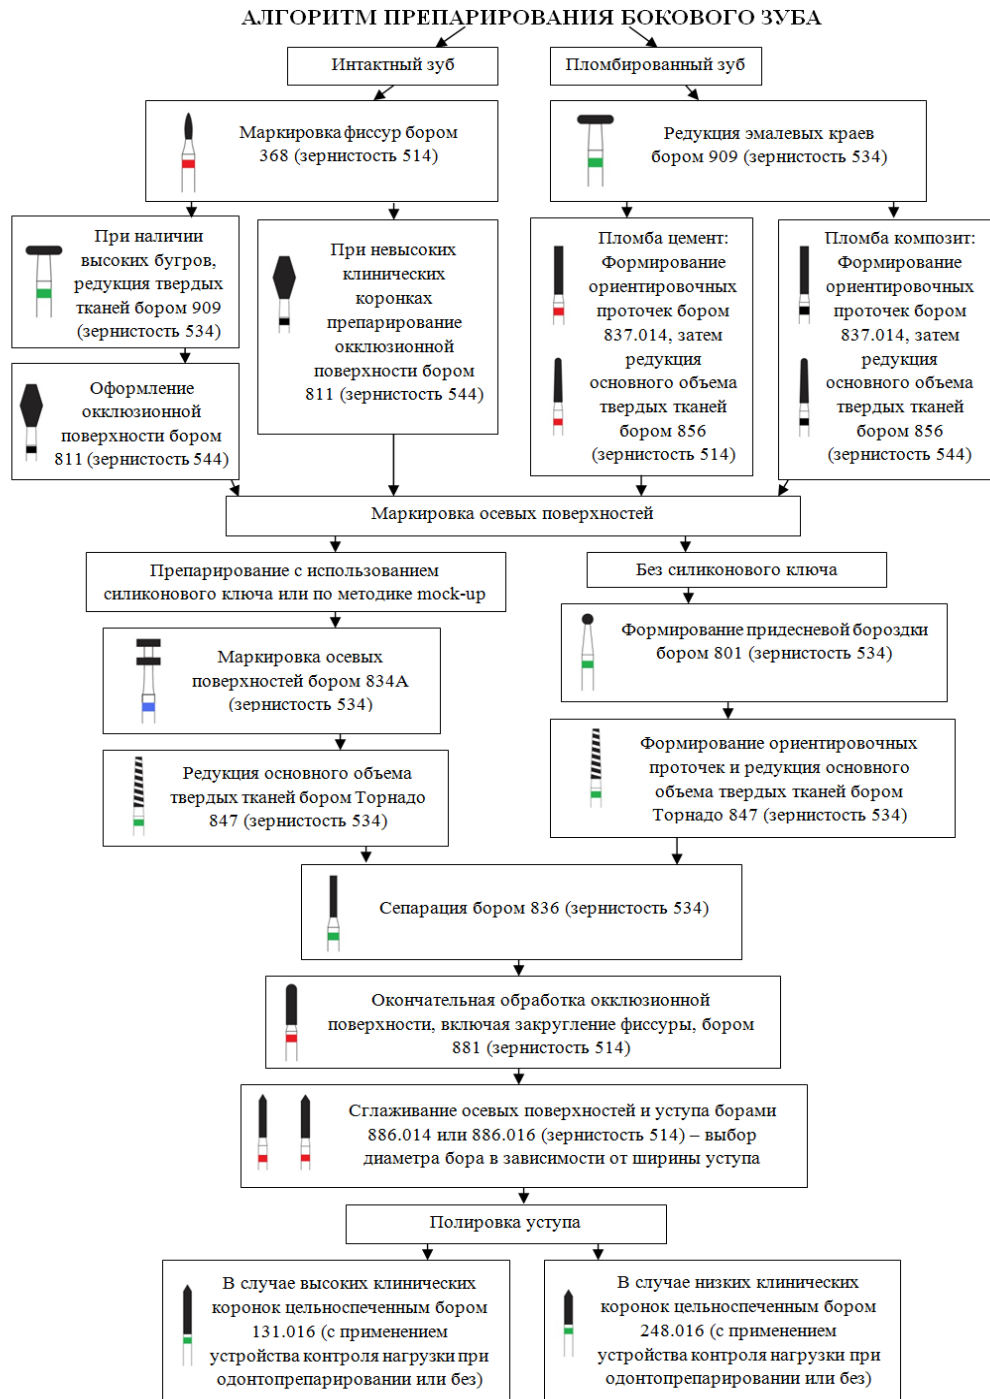 АЛГОРИТМ ПРЕПАРИРОВАНИЯ БОКОВОГО ЗУБА
Интактный зуб
Пломбированный зуб
Маркировка фиссур бором
368 (зернистость 514)
Редукция эмалевых краев
бором 909 (зернистость 534)
При наличии
высоких бугров,
редукция твердых
тканей бором 909
(зернистость 534)
При невысоких
клинических
коронках
препарирование
окклюзионной
поверхности бором
811 (зернистость 544)
Пломба цемент:
Формирование
ориентировочных
проточек бором
837.014, затем
редукция
основного объема
твердых тканей
бором 856
(зернистость 514)
Пломба композит:
Формирование
ориентировочных
проточек бором
837.014, затем
редукция
основного объема
твердых тканей
бором 856
(зернистость 544)
Оформление
окклюзионной
поверхности бором
811 (зернистость 544)
Маркировка осевых поверхностей
Препарирование с использованием
силиконового ключа или по методике mock-up
Без силиконового ключа
Маркировка осевых
поверхностей бором 834А
(зернистость 534)
Формирование придесневой бороздки
бором 801 (зернистость 534)
Редукция основного объема
твердых тканей бором Торнадо
847 (зернистость 534)
Формирование ориентировочных
проточек и редукция основного
объема твердых тканей бором
Торнадо 847 (зернистость 534)
Сепарация бором 836 (зернистость 534)
Окончательная обработка окклюзионной
поверхности, включая закругление фиссуры, бором
881 (зернистость 514)
Сглаживание осевых поверхностей и уступа борами
886.014 или 886.016 (зернистость 514) – выбор
диаметра бора в зависимости от ширины уступа
Полировка уступа
В случае высоких клинических
коронок цельноспеченным бором
131.016 (с применением
устройства контроля нагрузки при
одонтопрепарировании или без)
В случае низких клинических
коронок цельноспеченным бором
248.016 (с применением
устройства контроля нагрузки при
одонтопрепарировании или без)